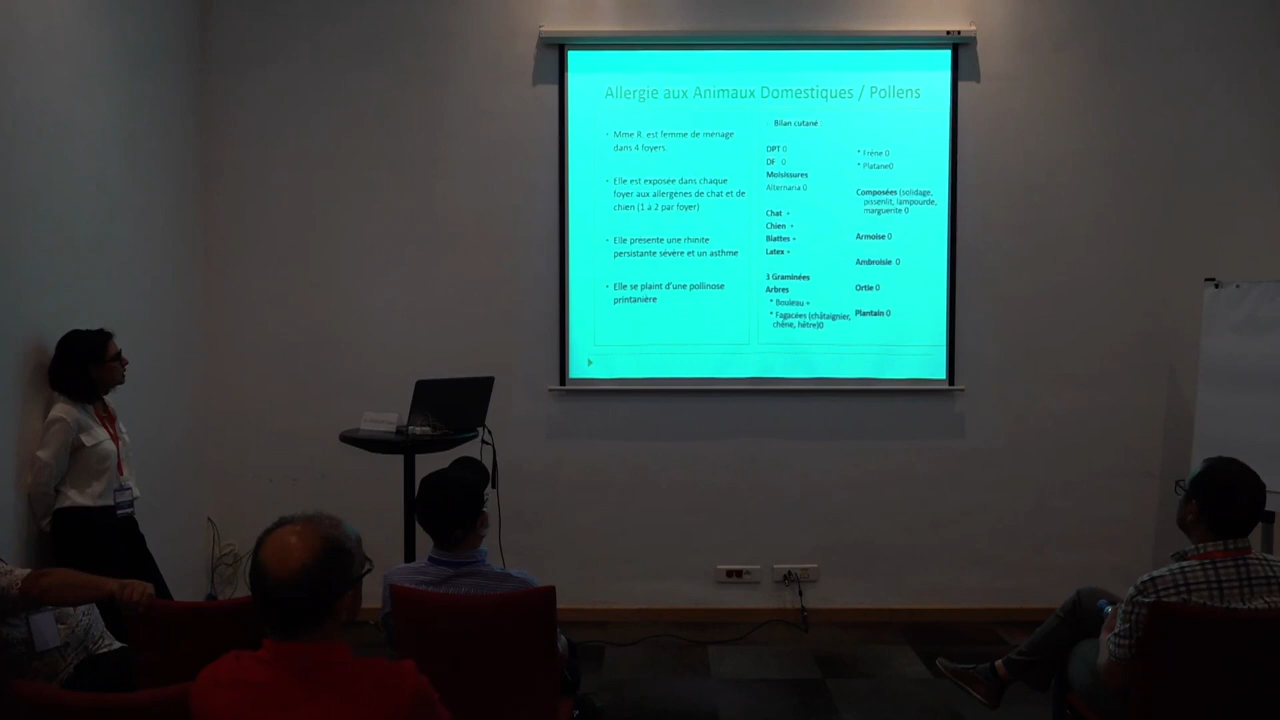 Allergie aux Animaux Domestiques / Pollens
• Mme R. est femme de ménage
dans 4 foyers.
• Elle est exposée dans chaque
foyer aux allergènes de chat et de
chien (1 à 2 par foyer)
• Elle présente une rhinite
persistante sévère et un asthme
• Elle se plaint d'une pollinose
printanière
Bilan cutané :
DPT 0
DF : 0
Moisissures
Alternaria 0
Chat +
Chien +
Blattes +
Latex +
3 Graminées
Arbres
* Bouleau +
* Fagacées (châtaignier,
chêne, hêtre)0
* Frêne 0
* Platane0
Composées (solidage,
pissenlit, lampourde,
marguerite 0
Armoise 0
Ambroisie 0
Ortie 0
Plantain 0